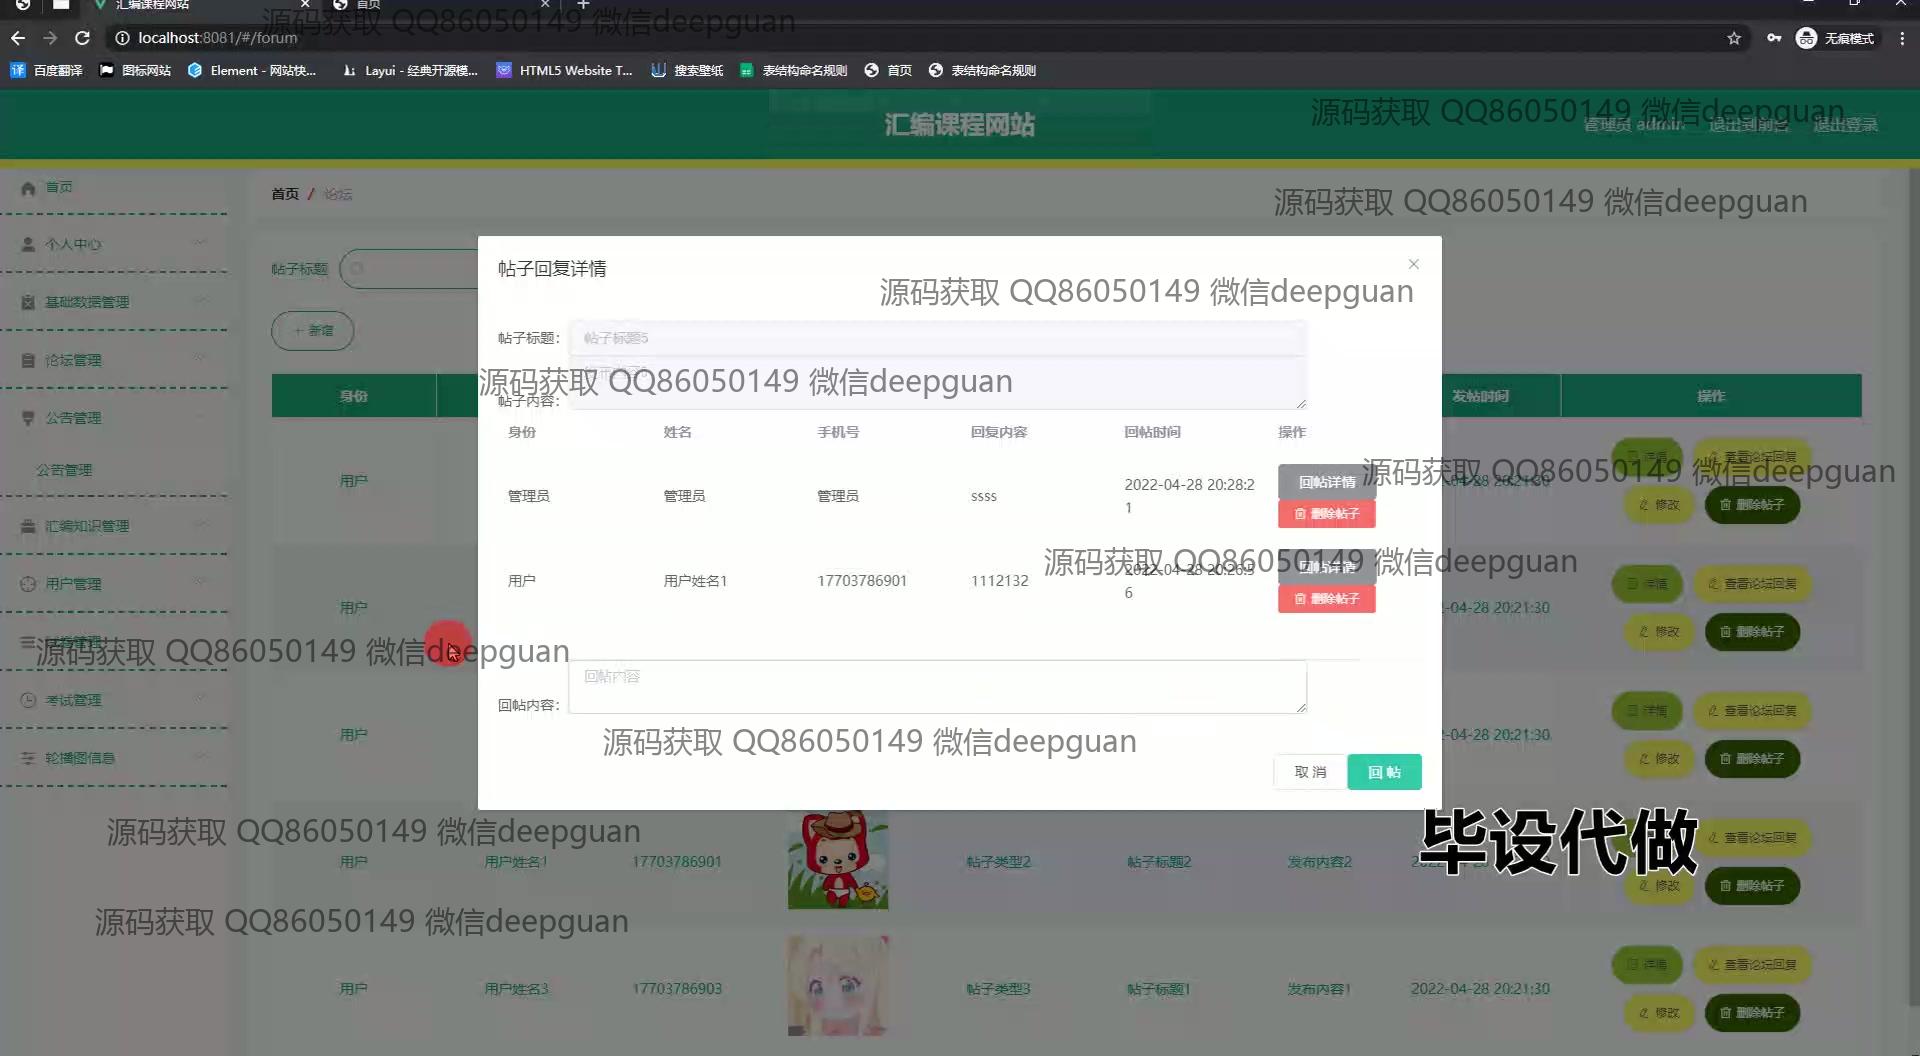 汇编课程网站
首页
localhost:8081/#/forum
无痕模式
百度翻译
图标网站
Element - 网站快...
Layui - 经典开源模...
HTML5 Website T...
搜索壁纸
表结构命名规则
首页
表结构命名规则
源码获取 QQ86050149 微信deepguan
汇编课程网站
源码获取 QQ86050149 微信deepguan
管理员 admin
退出到前台
退出登录
首页
个人中心
基础数据管理
论坛管理
公告管理
公告管理
汇编知识管理
用户管理
考试管理
轮播图信息
首页 / 论坛
源码获取 QQ86050149 微信deepguan
帖子标题
+ 新增
身份
发帖时间
操作
帖子回复详情
源码获取 QQ86050149 微信deepguan
帖子标题：
帖子标题5
源码获取 QQ86050149 微信deepguan
帖子内容：
身份 姓名 手机号 回复内容 回帖时间 操作
管理员 管理员 管理员 ssss 2022-04-28 20:28:21
回帖详情
删除帖子
用户 用户姓名1 17703786901 1112132 2022-04-28 20:26:56
回帖详情
删除帖子
源码获取 QQ86050149 微信deepguan
源码获取 QQ86050149 微信deepguan
源码获取 QQ86050149 微信deepguan
回帖内容：
回帖内容
源码获取 QQ86050149 微信deepguan
取消
回帖
用户
2022-04-28 20:21:30
详情
查看论坛回复
修改
删除帖子
用户
-04-28 20:21:30
详情
查看论坛回复
修改
删除帖子
用户
-04-28 20:21:30
详情
查看论坛回复
修改
删除帖子
源码获取 QQ86050149 微信deepguan
用户 用户姓名1 17703786901 帖子类型2 帖子标题2 发布内容2
毕设代做
查看论坛回复
修改
删除帖子
源码获取 QQ86050149 微信deepguan
用户 用户姓名3 17703786903 帖子类型3 帖子标题1 发布内容1 2022-04-28 20:21:30
详情
查看论坛回复
修改
删除帖子